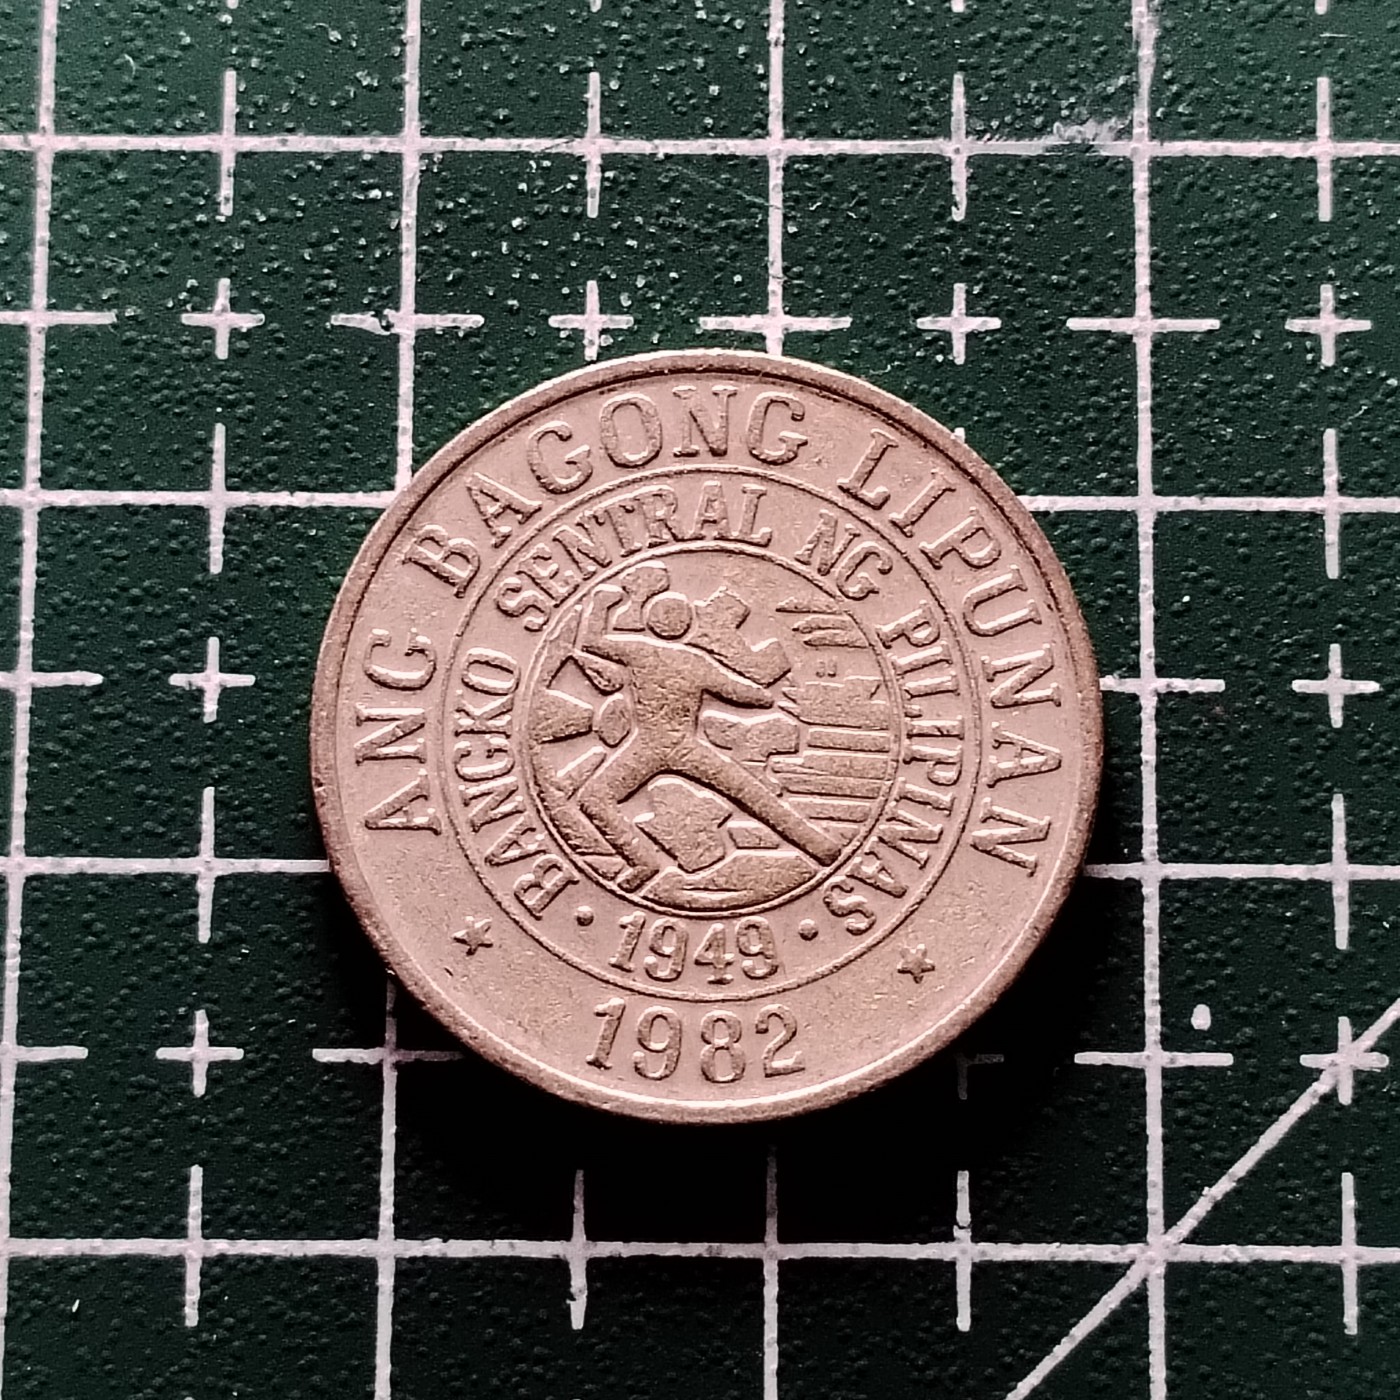 ANG BAGONG LIPUNAN
BANGKO SENTRAL NG PILIPINAS
· 1949 ·
1982